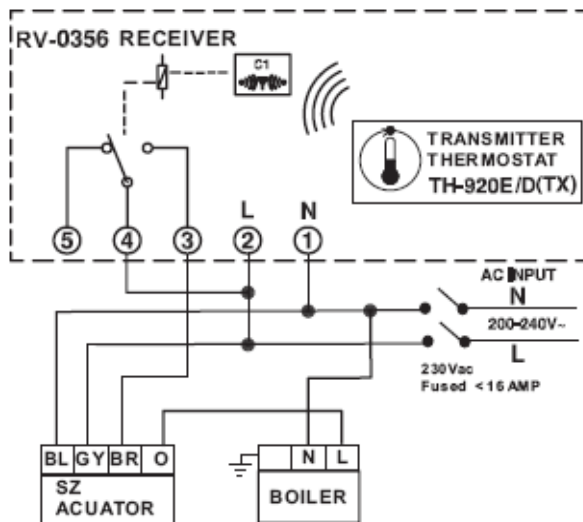 RV-0356 RECEIVER
C1
TRANSMITTER
THERMOSTAT
TH-920E/D(TX)
L N
5 4 3 2 1
AC INPUT
N
200-240V~
L
230Vac
Fused <16 AMP
BL GY BR O
N L
SZ
ACUATOR
BOILER